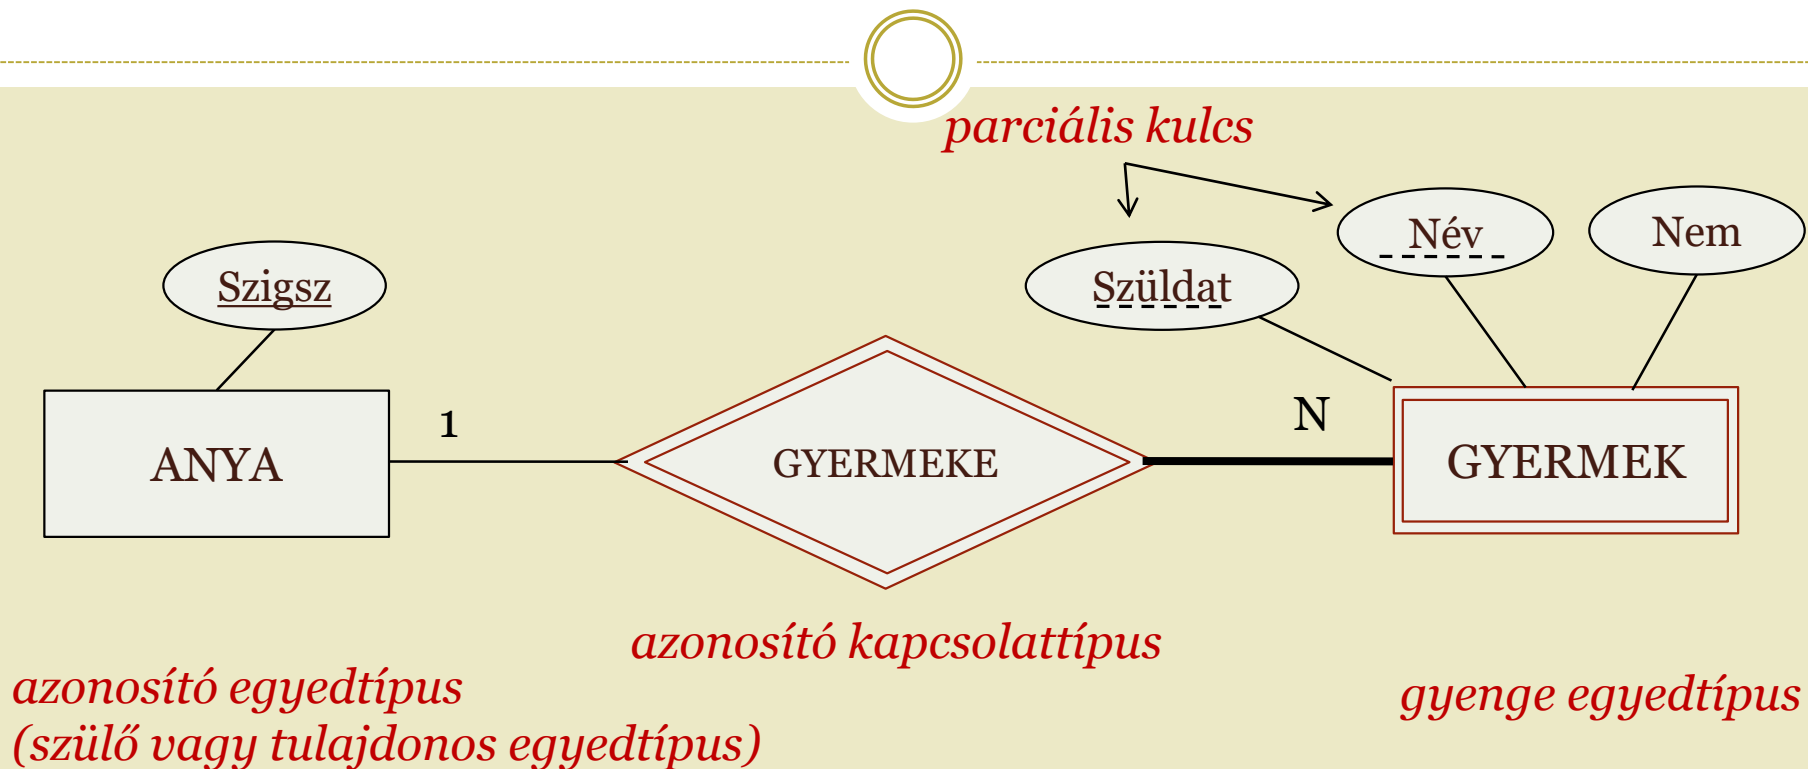 parciális kulcs
Név
Nem
Szigsz
Szüldat
1
N
ANYA
GYERMEKE
GYERMEK
azonosító kapcsolattípus
azonosító egyedtípus
(szülő vagy tulajdonos egyedtípus)
gyenge egyedtípus